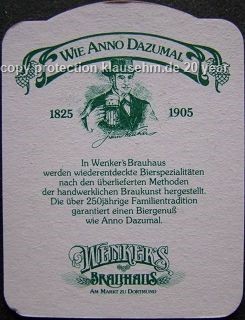 WIE ANNO DAZUMAL
copy protection klausehm.de 20 year
1825 1905
In Wenker's Brauhaus
werden wiederentdeckte Bierspezialitäten
nach den überlieferten Methoden
der handwerklichen Braukunst hergestellt.
Die über 250jährige Familientradition
garantiert einen Biergenuß
wie Anno Dazumal.
WENKER'S
BRAUHAUS
AM MARKT ZU DORTMUND